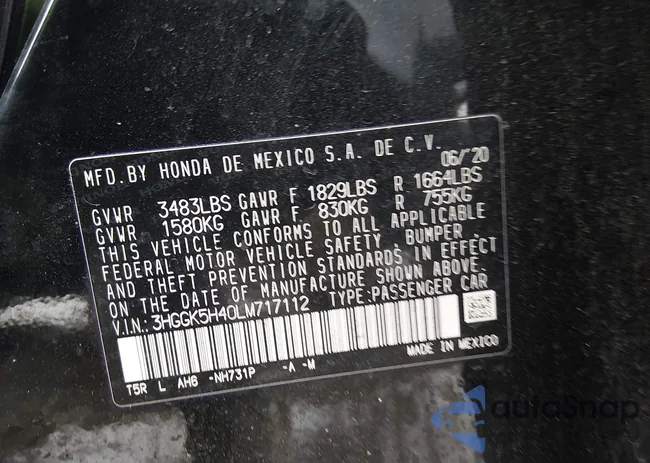 MFD. BY HONDA DE MEXICO S.A. DE C.V.
06/20
GVWR 3483LBS GAWR F 1829LBS R 1664LBS
GVWR 1580KG GAWR F 830KG R 755KG
THIS VEHICLE CONFORMS TO ALL APPLICABLE
FEDERAL MOTOR VEHICLE SAFETY, BUMPER,
AND THEFT PREVENTION STANDARDS IN EFFECT
ON THE DATE OF MANUFACTURE SHOWN ABOVE.
V.I.N.: 3HGGK5H40LM717112 TYPE:PASSENGER CAR
T5R L AH6 -NH731P -A -M MADE IN MEXICO
autoSnap